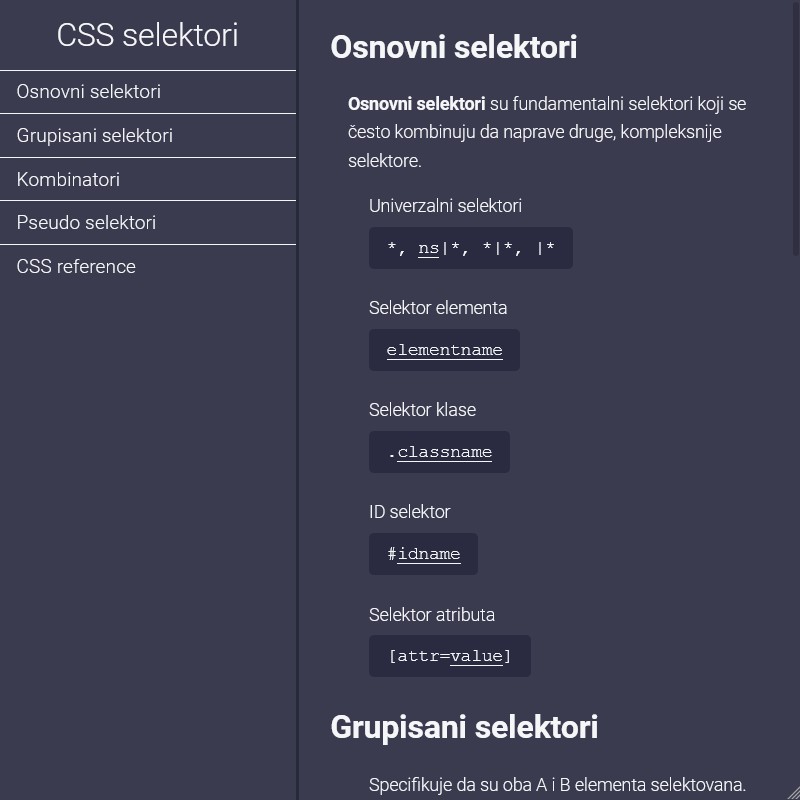 CSS selektori
Osnovni selektori
Grupisani selektori
Kombinatori
Pseudo selektori
CSS reference
Osnovni selektori
Osnovni selektori su fundamentalni selektori koji se
često kombinuju da naprave druge, kompleksnije
selektore.
Univerzalni selektori
*, ns|*, *|*, |*
Selektor elementa
elementname
Selektor klase
.classname
ID selektor
#idname
Selektor atributa
[attr=value]
Grupisani selektori
Specifikuje da su oba A i B elementa selektovana.